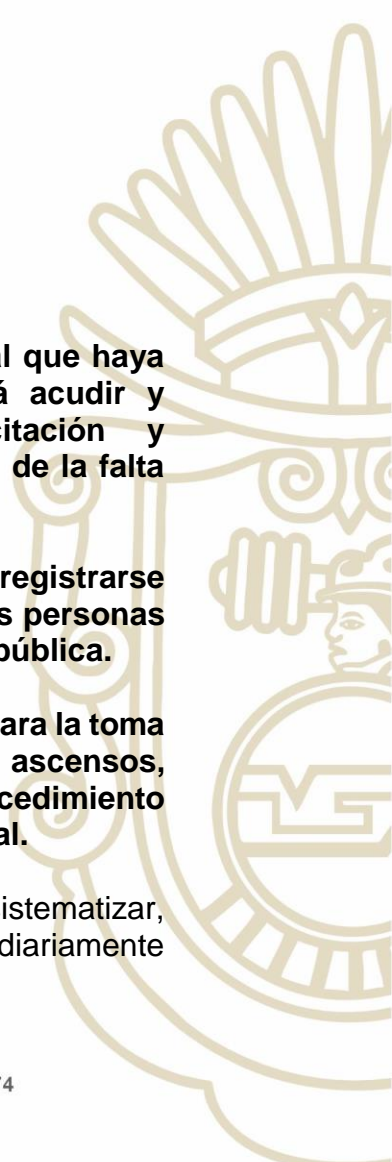 al que haya
acudir y
citación y
de la falta
registrarse
s personas
pública.
ara la toma
ascensos,
cedimiento
al.
istematizar,
diariamente
74